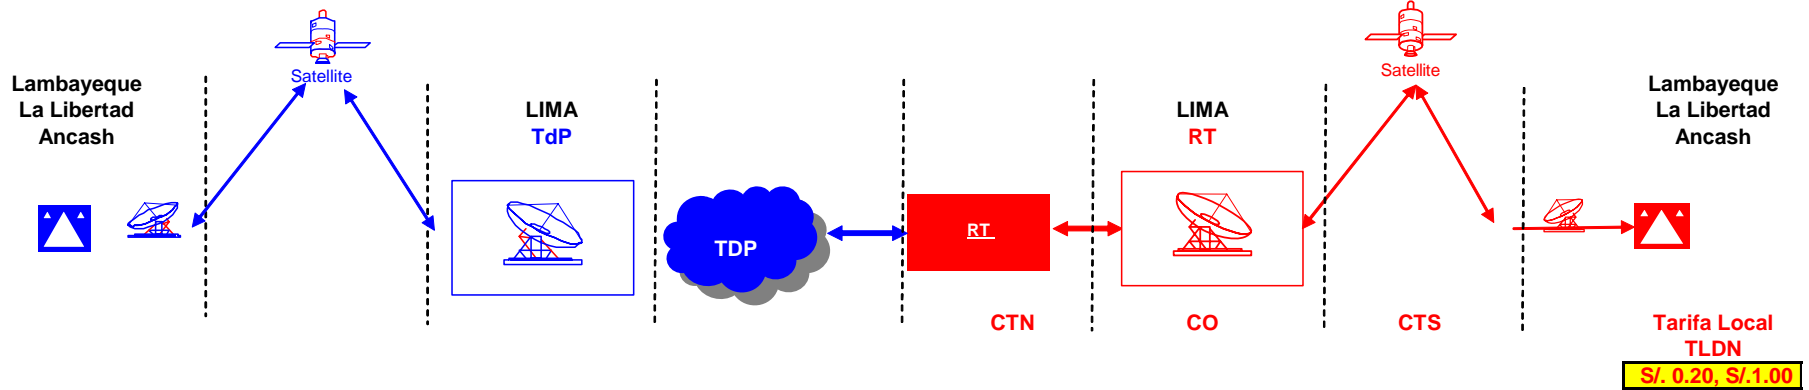 Satellite
Satellite
Lambayeque
La Libertad
Ancash
LIMA
TdP
LIMA
RT
Lambayeque
La Libertad
Ancash
TDP
RT
CTN
CO
CTS
Tarifa Local
TLDN
S/. 0.20, S/.1.00